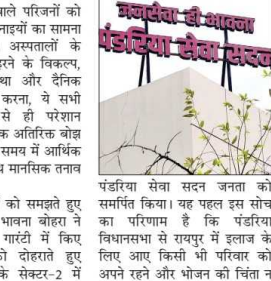 वाले परिजनों को
नाइयों का सामना
अस्पतालों के
हरने के विकल्प,
था और दैनिक
करना, ये सभी
से ही परेशान
क अतिरिक्त बोझ
समय में आर्थिक
मानसिक तनाव
को समझते हुए
भावना बोहरा ने
गारंटी में किए
को दोहराते हुए
के सेक्टर-2 में
जनसेवा ही भावना
पंडरिया सेवा सदन
पंडरिया सेवा सदन जनता को
समर्पित किया। यह पहल इस सोच
का परिणाम है कि पंडरिया
विधानसभा से रायपुर में इलाज के
लिए आए किसी भी परिवार को
अपने रहने और भोजन की चिंता न